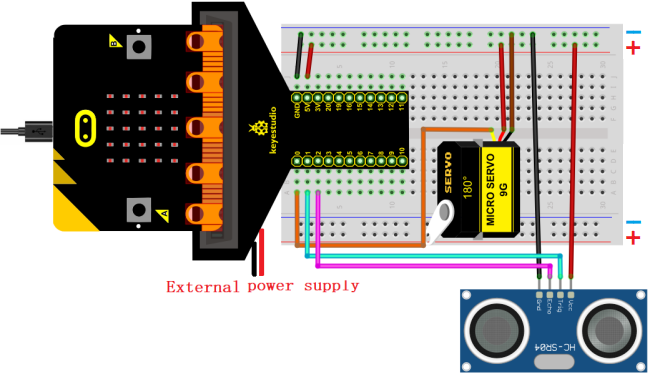 B
A
keyestudio
GND
5V
3V
20
19
16
15
14
13
12
11
0
1
2
3
4
5
6
7
8
9
10
SERVO
180°
MICRO SERVO
9G
External power supply
Gnd
Echo
Trig
Vcc
HC-SR04
−
+
−
+